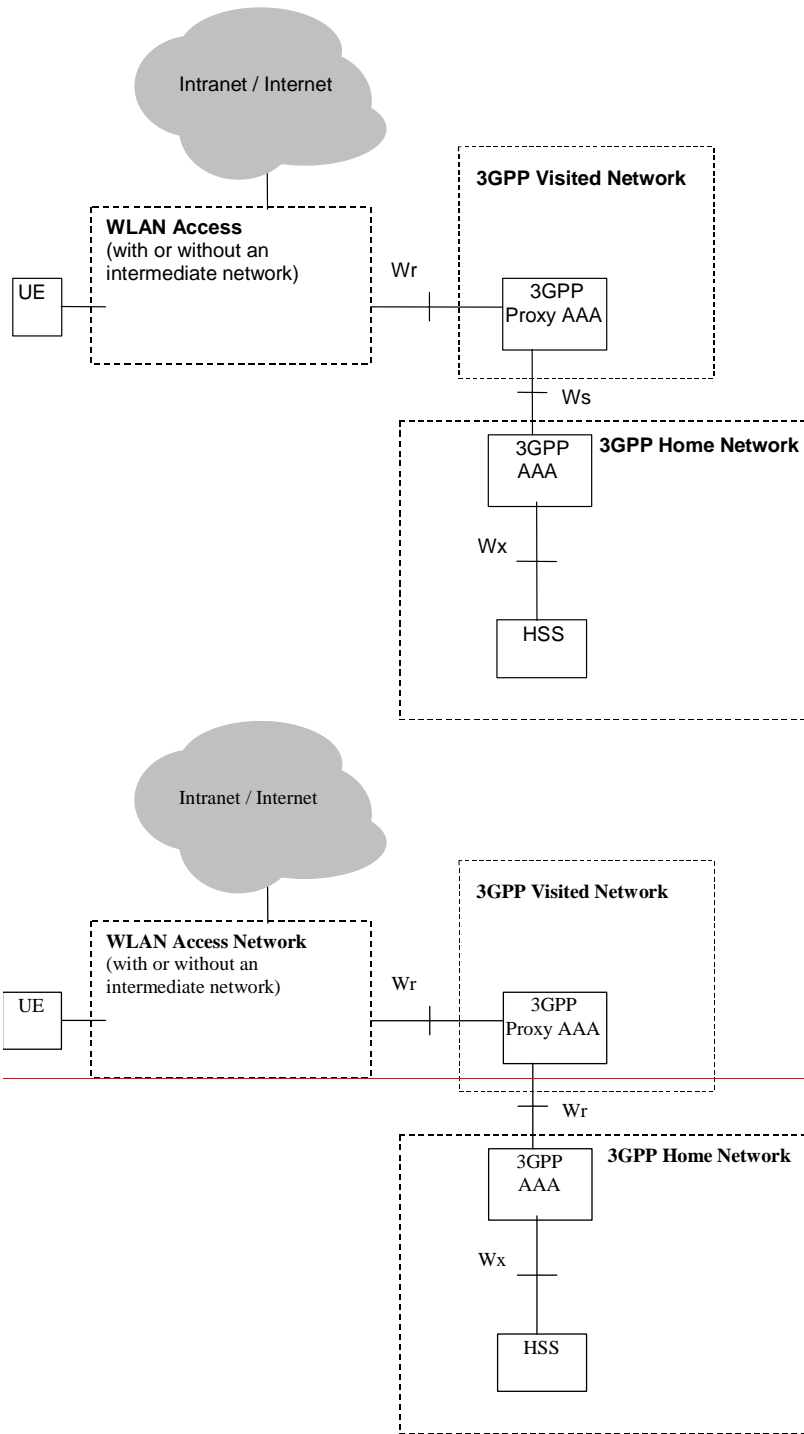 Intranet / Internet
3GPP Visited Network
WLAN Access
(with or without an
intermediate network)
Wr
UE
3GPP
Proxy AAA
Ws
3GPP Home Network
3GPP
AAA
Wx
HSS
Intranet / Internet
3GPP Visited Network
WLAN Access Network
(with or without an
intermediate network)
Wr
UE
3GPP
Proxy AAA
Wr
3GPP Home Network
3GPP
AAA
Wx
HSS